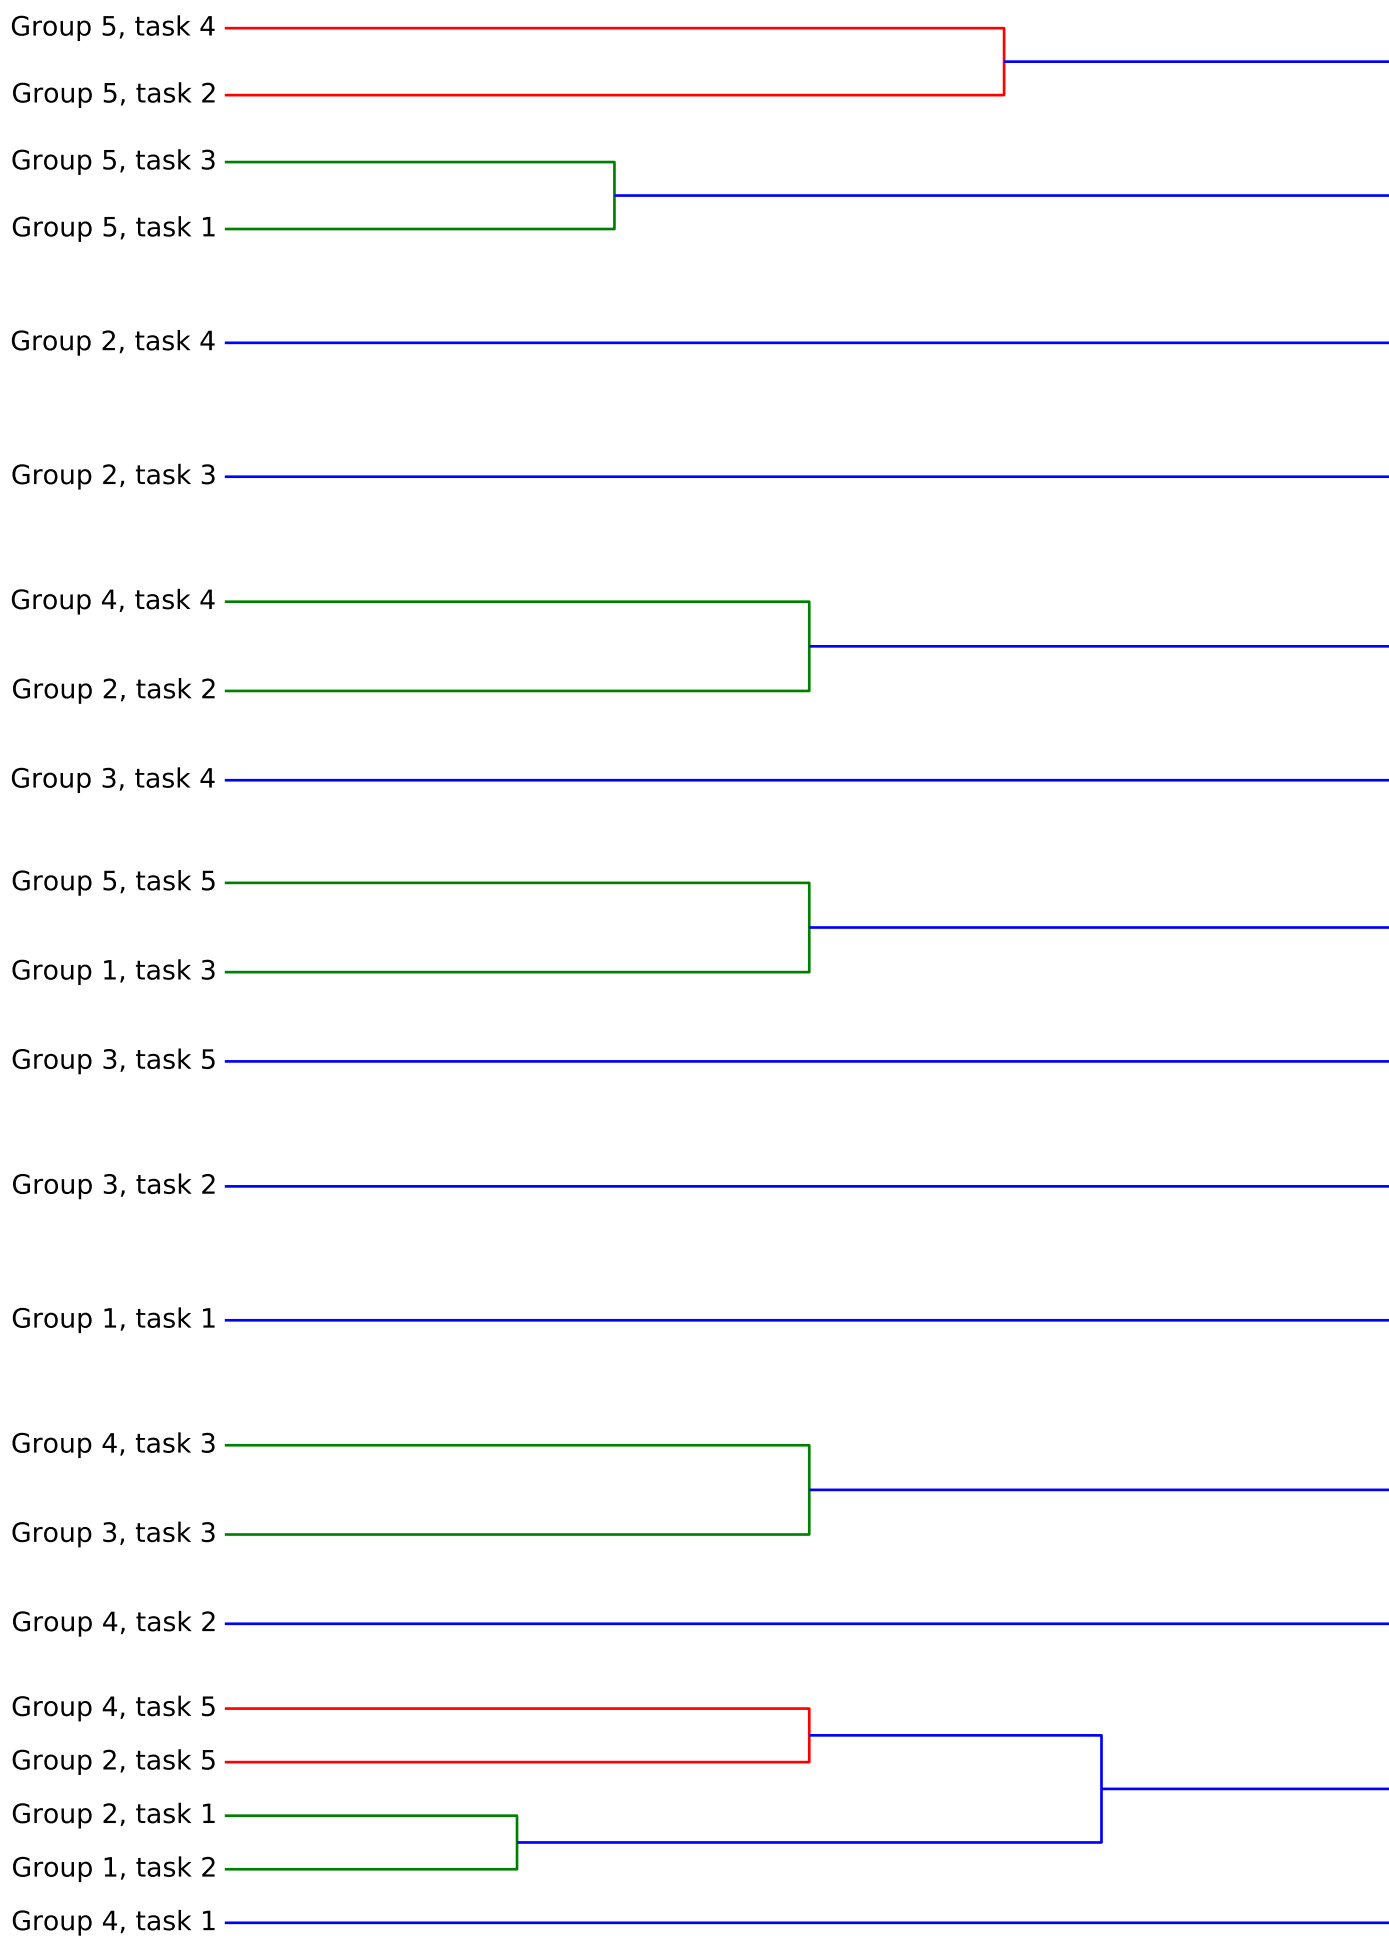 Group 5, task 4
Group 5, task 2
Group 5, task 3
Group 5, task 1
Group 2, task 4
Group 2, task 3
Group 4, task 4
Group 2, task 2
Group 3, task 4
Group 5, task 5
Group 1, task 3
Group 3, task 5
Group 3, task 2
Group 1, task 1
Group 4, task 3
Group 3, task 3
Group 4, task 2
Group 4, task 5
Group 2, task 5
Group 2, task 1
Group 1, task 2
Group 4, task 1